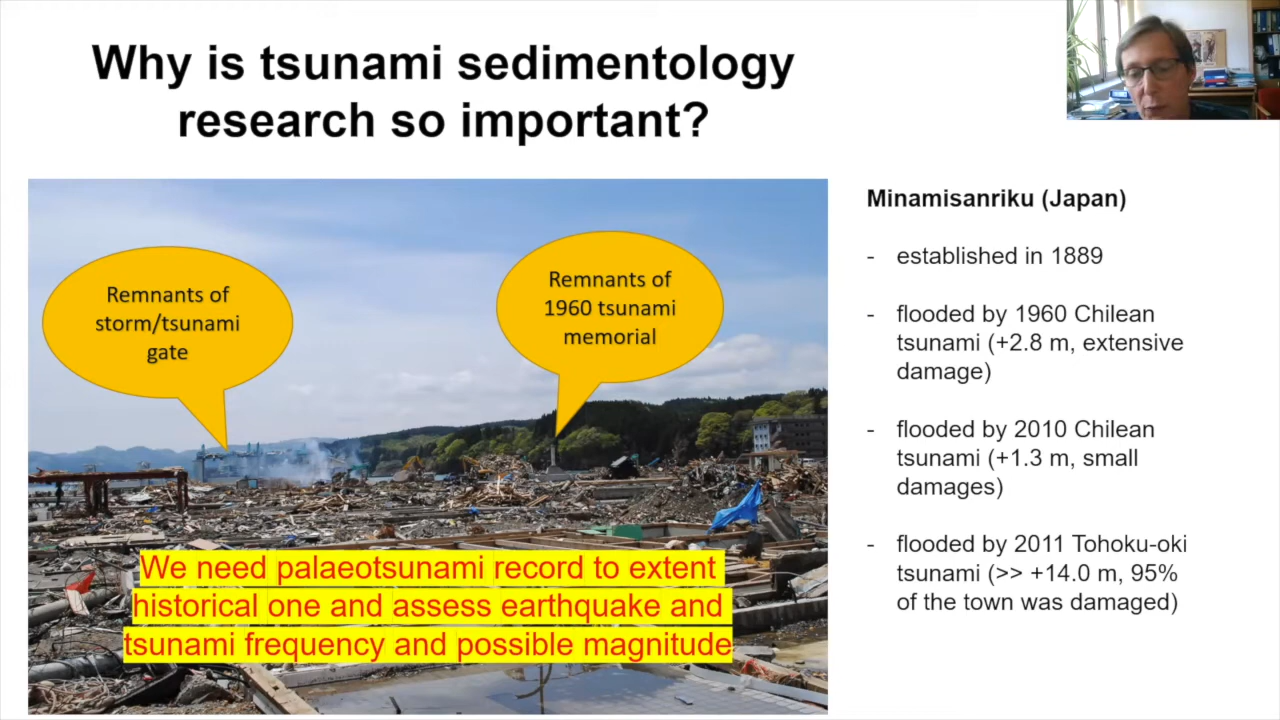 Why is tsunami sedimentology
research so important?
Remnants of
storm/tsunami
gate
Remnants of
1960 tsunami
memorial
We need palaeotsunami record to extent
historical one and assess earthquake and
tsunami frequency and possible magnitude
Minamisanriku (Japan)
- established in 1889
- flooded by 1960 Chilean
tsunami (+2.8 m, extensive
damage)
- flooded by 2010 Chilean
tsunami (+1.3 m, small
damages)
- flooded by 2011 Tohoku-oki
tsunami (>> +14.0 m, 95%
of the town was damaged)